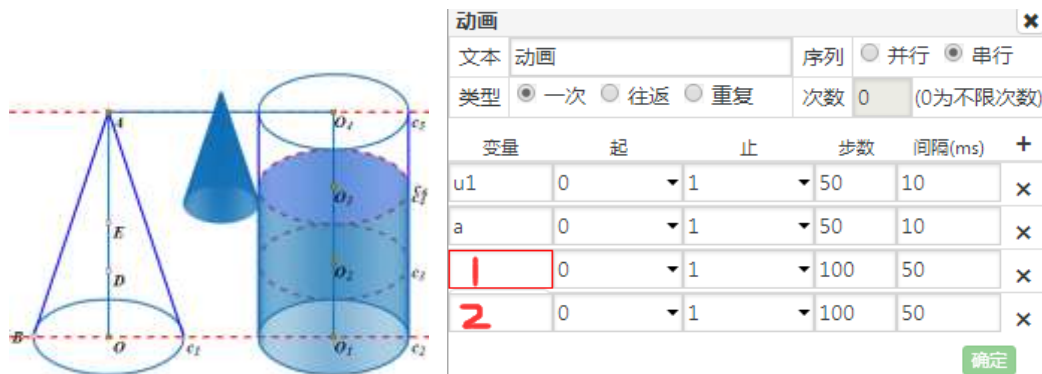 动画
文本 动画 序列 并行 串行
类型 一次 往返 重复 次数 0 (0为不限次数)
变量 起 止 步数 间隔(ms) +
u1 0 1 50 10 ×
a 0 1 50 10 ×
1 0 1 100 50 ×
2 0 1 100 50 ×
确定
A O4 c5
O3
E
D O2 c3
B O c1 O1 c2